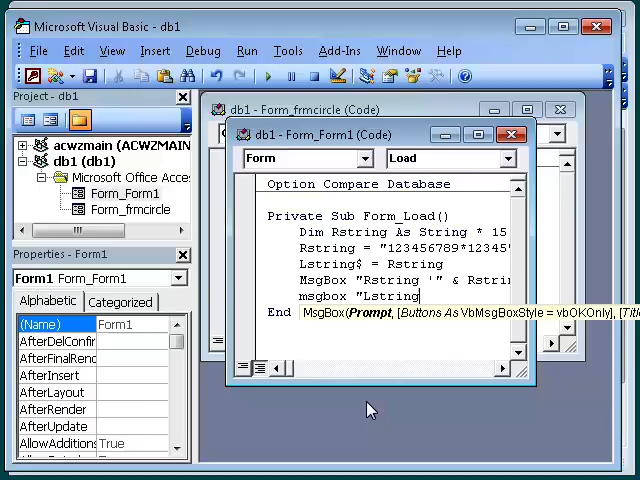 Microsoft Visual Basic - db1
File Edit View Insert Debug Run Tools Add-Ins Window Help
Project - db1
acwzmain (ACWZMAIN
db1 (db1)
Microsoft Office Acces
Form_Form1
Form_frmcircle
Properties - Form1
Form1 Form_Form1
Alphabetic Categorized
(Name) Form1
AfterDelConfir
AfterFinalRend
AfterInsert
AfterLayout
AfterRender
AfterUpdate
AllowAdditions True
db1 - Form_frmcircle (Code)
db1 - Form_Form1 (Code)
Form Load
Option Compare Database
Private Sub Form_Load()
Dim Rstring As String * 15
Rstring = "123456789*12345"
Lstring$ = Rstring
MsgBox "Rstring '" & Rstrin
msgbox "Lstring
End
MsgBox(Prompt, [Buttons As VbMsgBoxStyle = vbOKOnly], [Titl